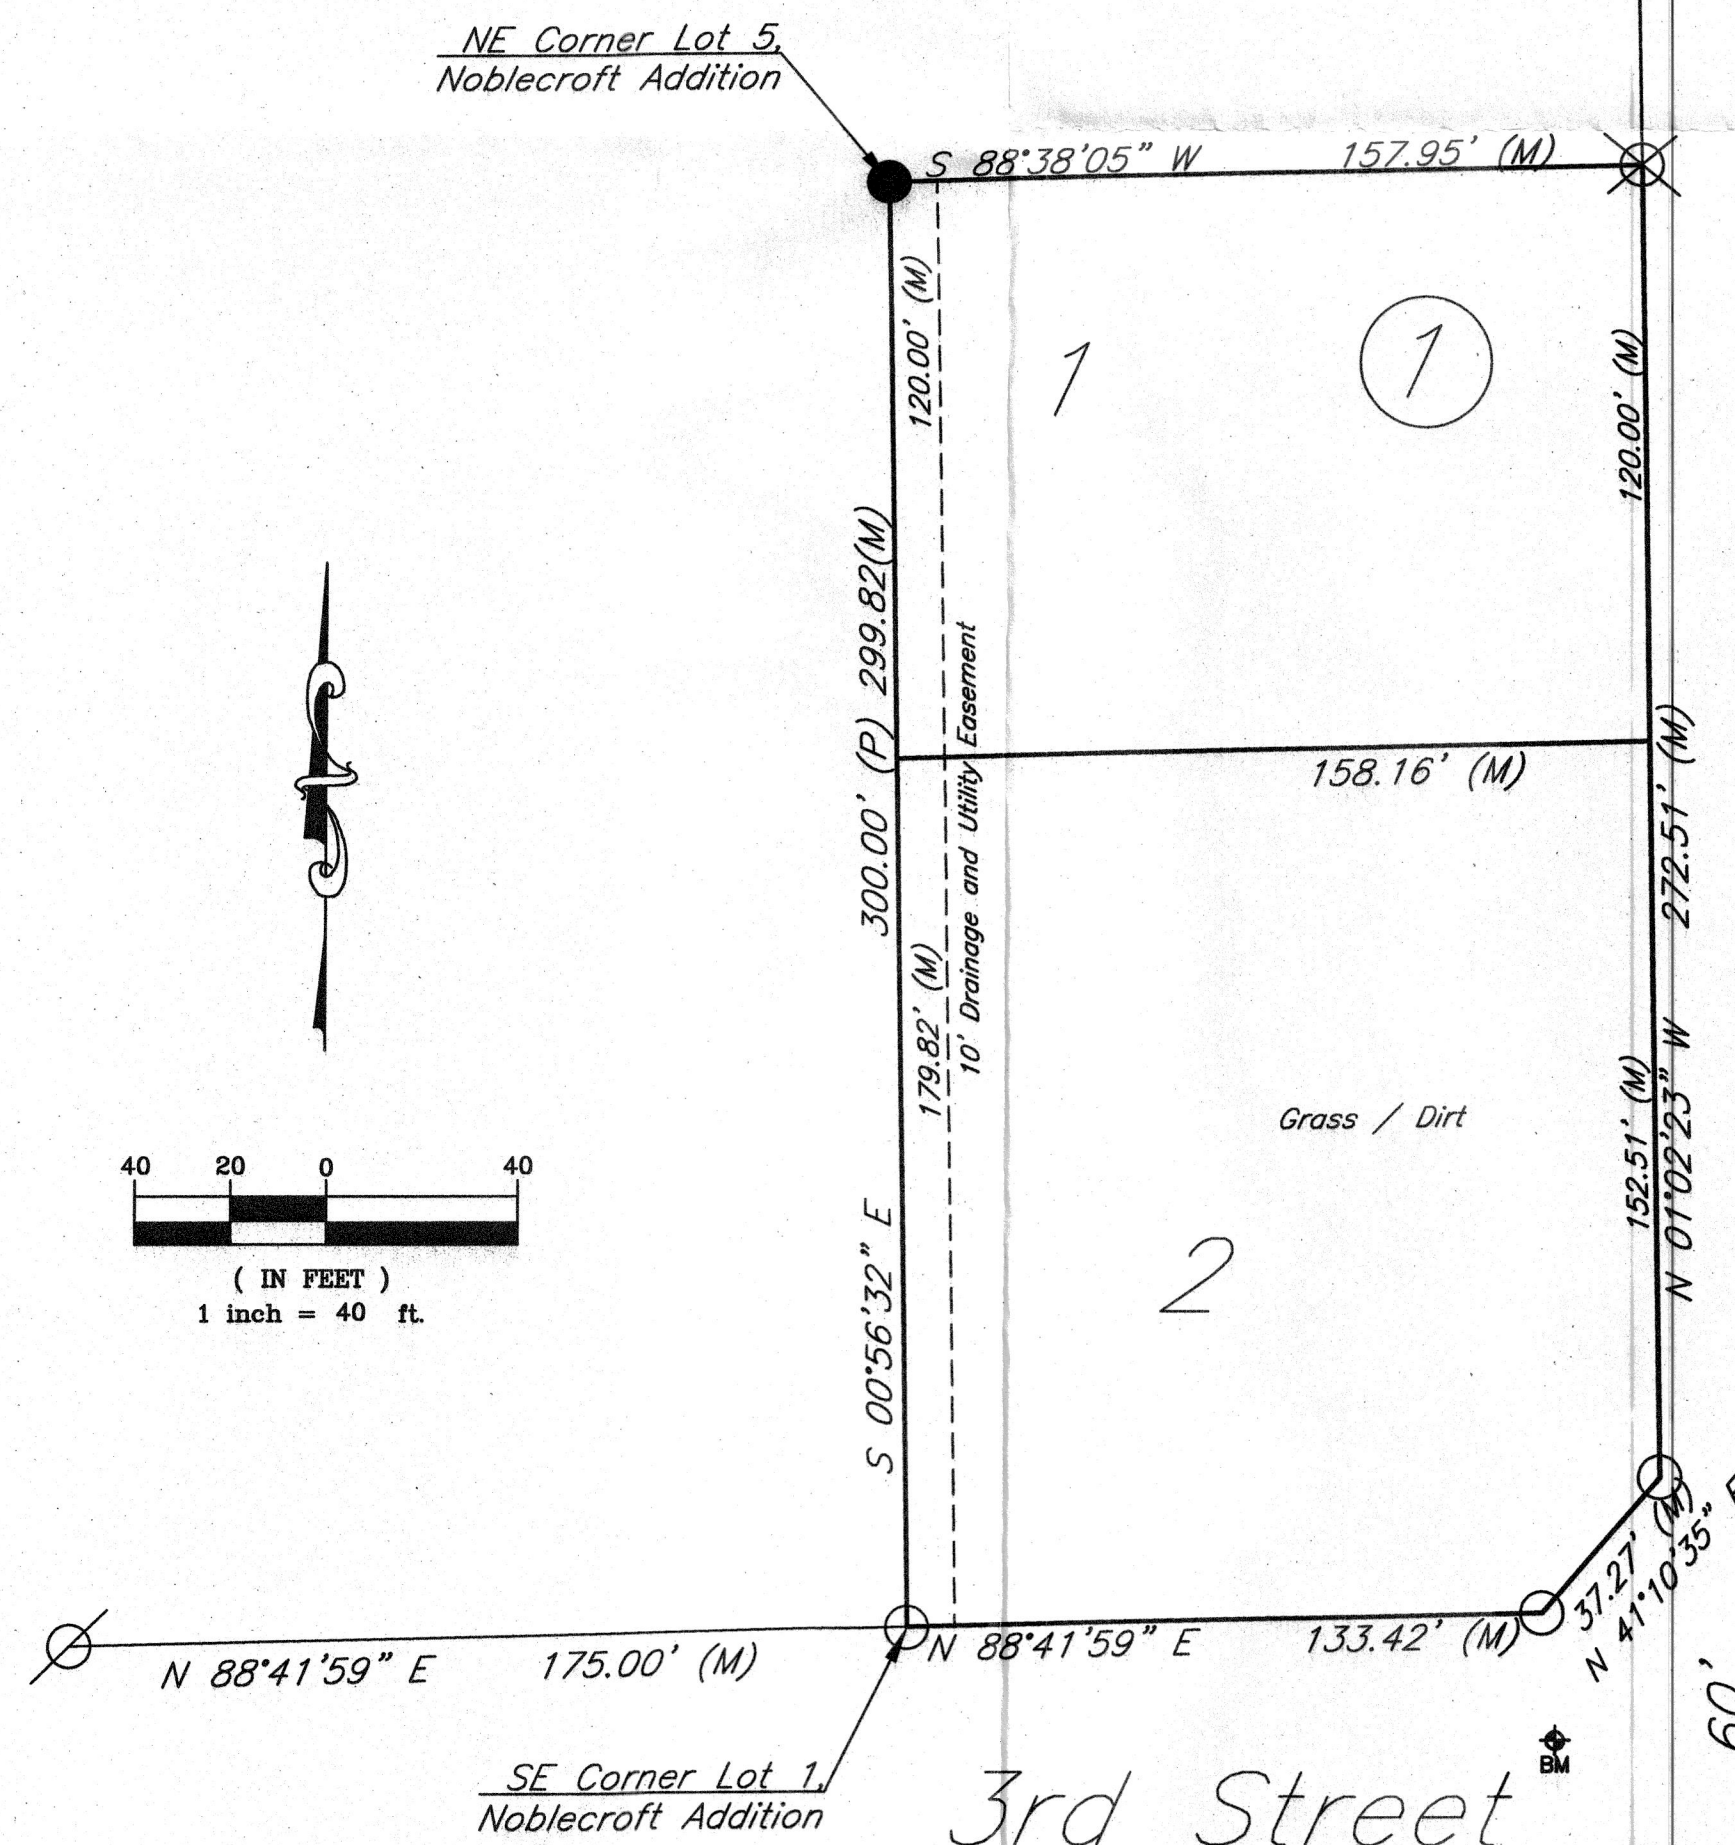 NE Corner Lot 5,
Noblecroft Addition
S 88°38'05" W 157.95' (M)
120.00' (M)
1
1
120.00' (M)
300.00' (P) 299.82(M)
10' Drainage and Utility Easement
158.16' (M)
N 01°02'23" W 272.51' (M)
179.82' (M)
Grass / Dirt
152.51' (M)
40 20 0 40
( IN FEET )
1 inch = 40 ft.
S 00°56'32" E
2
37.27' (M)
N 41°10'35"
N 88°41'59" E 175.00' (M)
N 88°41'59" E 133.42' (M)
60'
BM
SE Corner Lot 1,
Noblecroft Addition
3rd Street